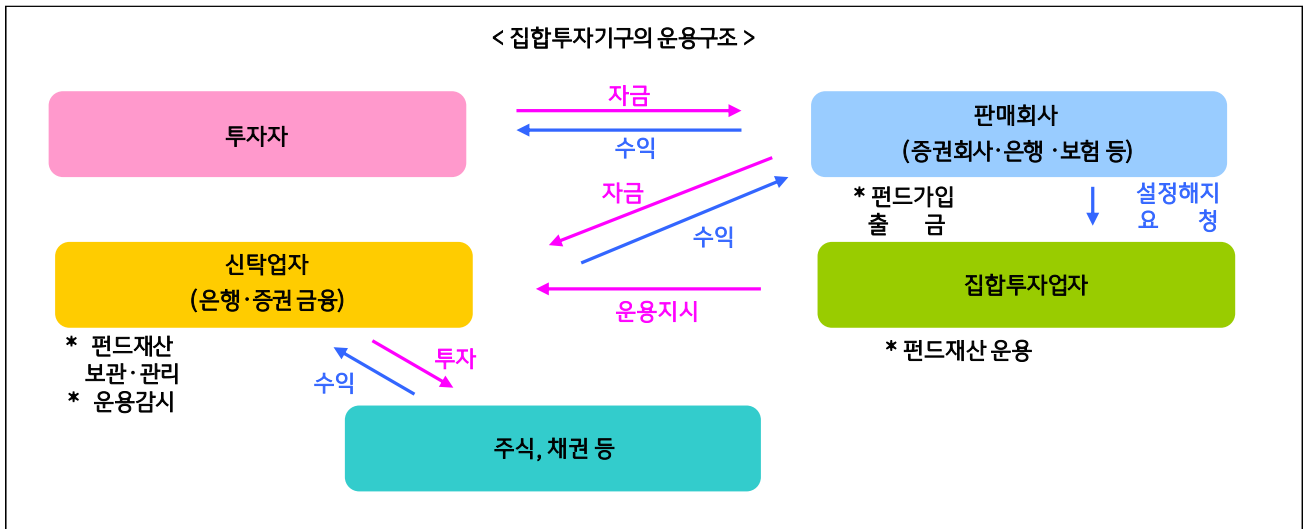 < 집합투자기구의 운용구조 >
투자자
자금
수익
판매회사
(증권회사·은행 ·보험 등)
자금
수익
* 펀드가입
출 금
설정해지
요 청
신탁업자
(은행·증권 금융)
운용지시
집합투자업자
* 펀드재산
보관·관리
* 운용감시
* 펀드재산 운용
투자
수익
주식, 채권 등